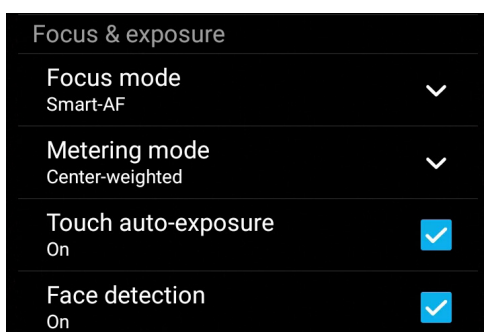 Focus & exposure
Focus mode
Smart-AF
Metering mode
Center-weighted
Touch auto-exposure
On
Face detection
On